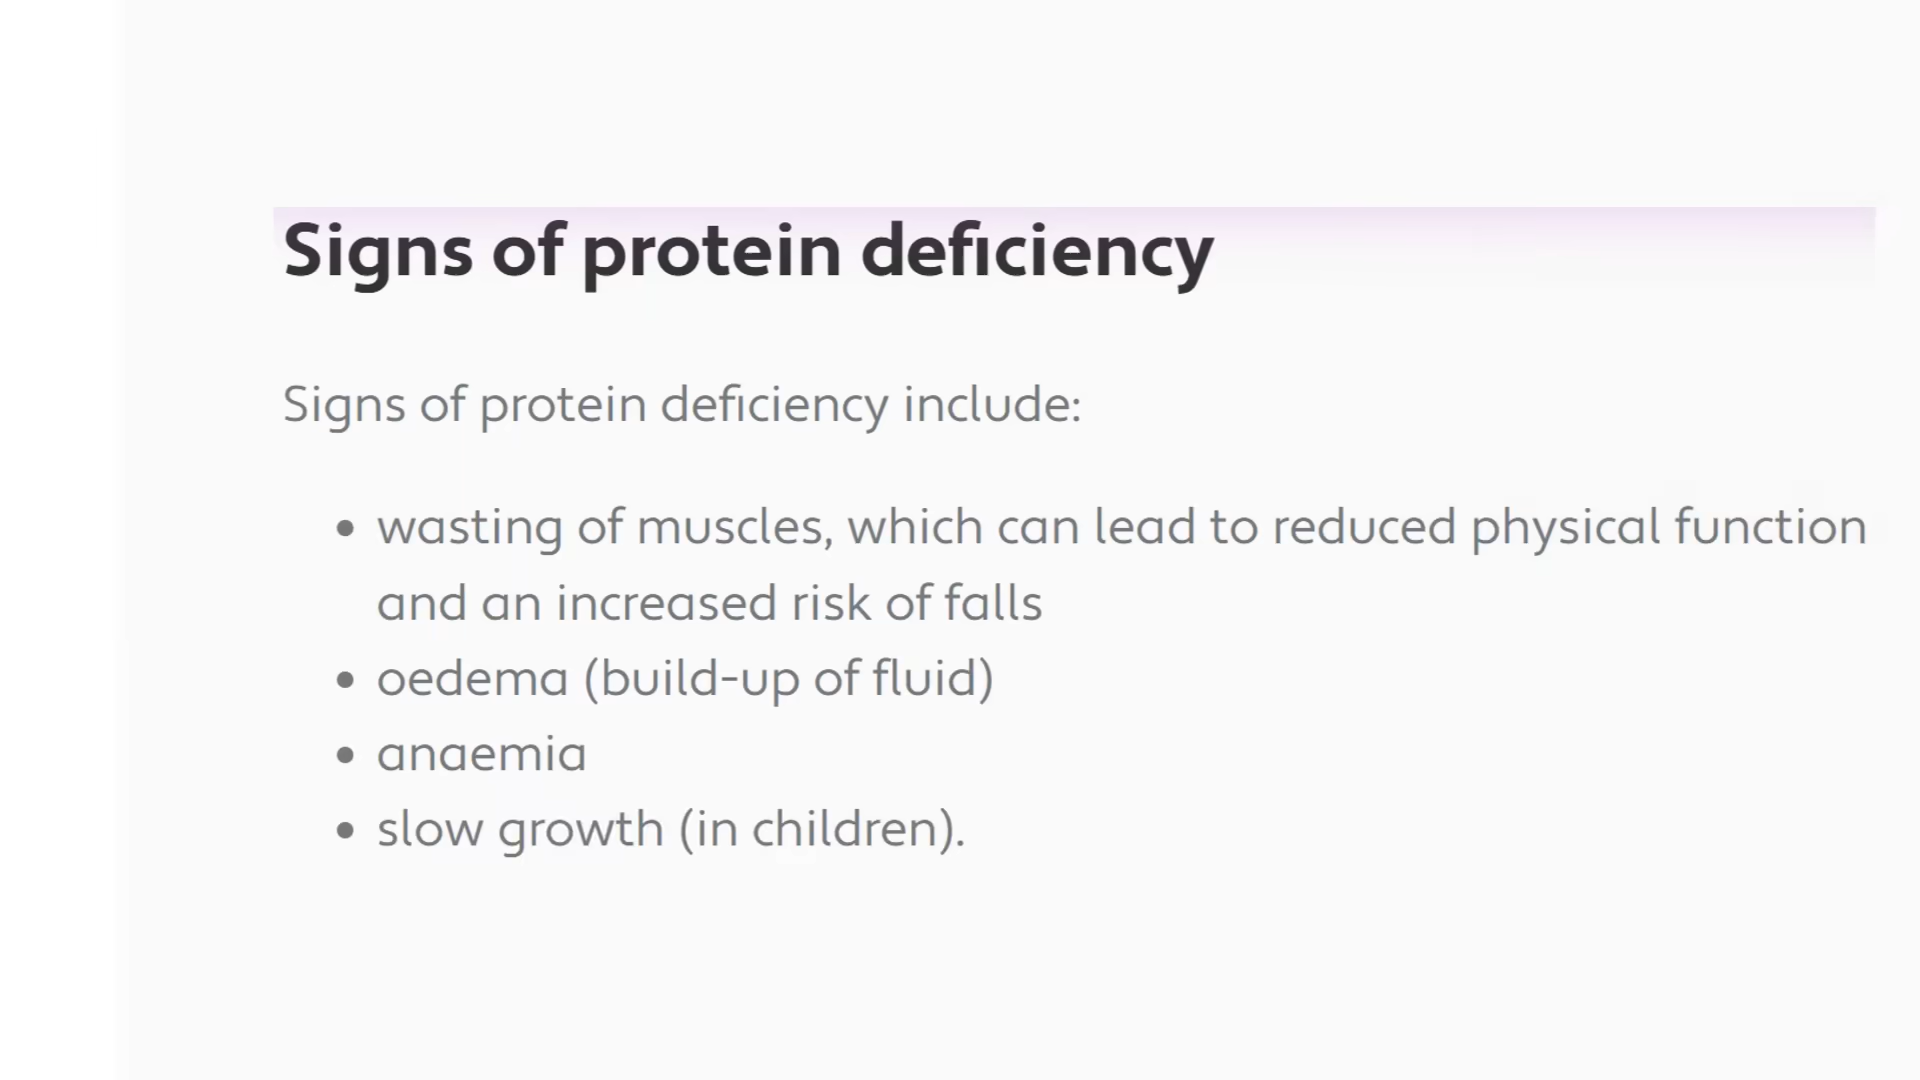 Signs of protein deficiency
Signs of protein deficiency include:
• wasting of muscles, which can lead to reduced physical function
and an increased risk of falls
• oedema (build-up of fluid)
• anaemia
• slow growth (in children).